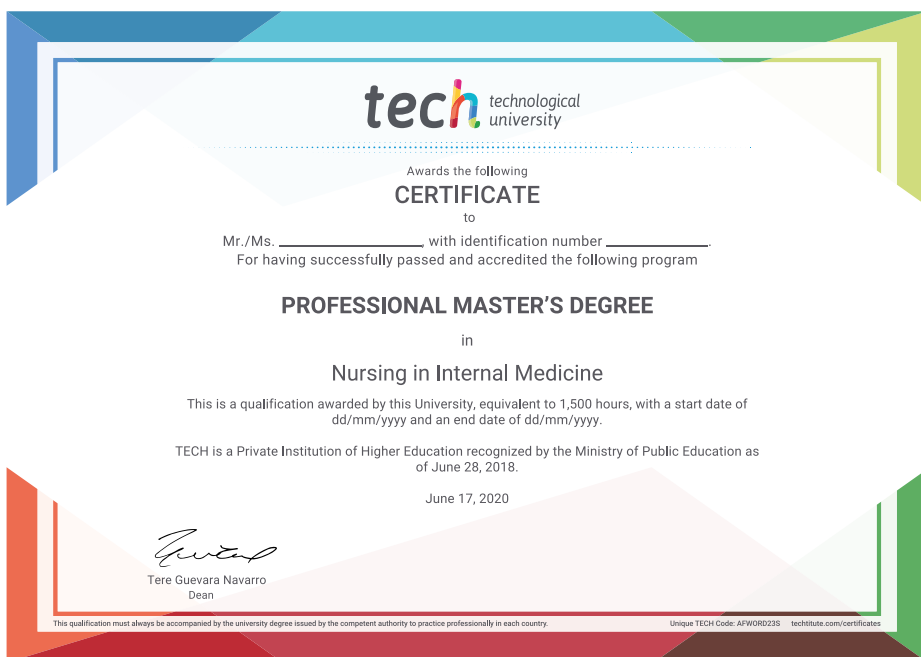 tech technological
university
Awards the following
CERTIFICATE
to
Mr./Ms. ____________________, with identification number ______________.
For having successfully passed and accredited the following program
PROFESSIONAL MASTER'S DEGREE
in
Nursing in Internal Medicine
This is a qualification awarded by this University, equivalent to 1,500 hours, with a start date of
dd/mm/yyyy and an end date of dd/mm/yyyy.
TECH is a Private Institution of Higher Education recognized by the Ministry of Public Education as
of June 28, 2018.
June 17, 2020
Tere Guevara Navarro
Dean
This qualification must always be accompanied by the university degree issued by the competent authority to practice professionally in each country. Unique TECH Code: AFWORD23S techtitute.com/certificates